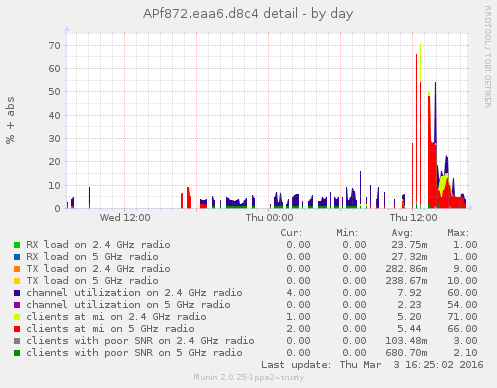 APf872.eaa6.d8c4 detail - by day
RRDTOOL / TOBI OETIKER
% + abs
70
60
50
40
30
20
10
0
Wed 12:00 Thu 00:00 Thu 12:00
Cur: Min: Avg: Max:
RX load on 2.4 GHz radio 0.00 0.00 23.75m 1.00
RX load on 5 GHz radio 0.00 0.00 27.32m 1.00
TX load on 2.4 GHz radio 0.00 0.00 282.86m 9.00
TX load on 5 GHz radio 0.00 0.00 238.67m 10.00
channel utilization on 2.4 GHz radio 4.00 0.00 7.92 60.00
channel utilization on 5 GHz radio 0.00 0.00 2.23 54.00
clients at mi on 2.4 GHz radio 1.00 0.00 5.20 71.00
clients at mi on 5 GHz radio 2.00 0.00 5.44 66.00
clients with poor SNR on 2.4 GHz radio 0.00 0.00 103.48m 3.00
clients with poor SNR on 5 GHz radio 0.00 0.00 680.70m 2.10
Last update: Thu Mar 3 16:25:02 2016
Munin 2.0.25-1ppa2~trusty